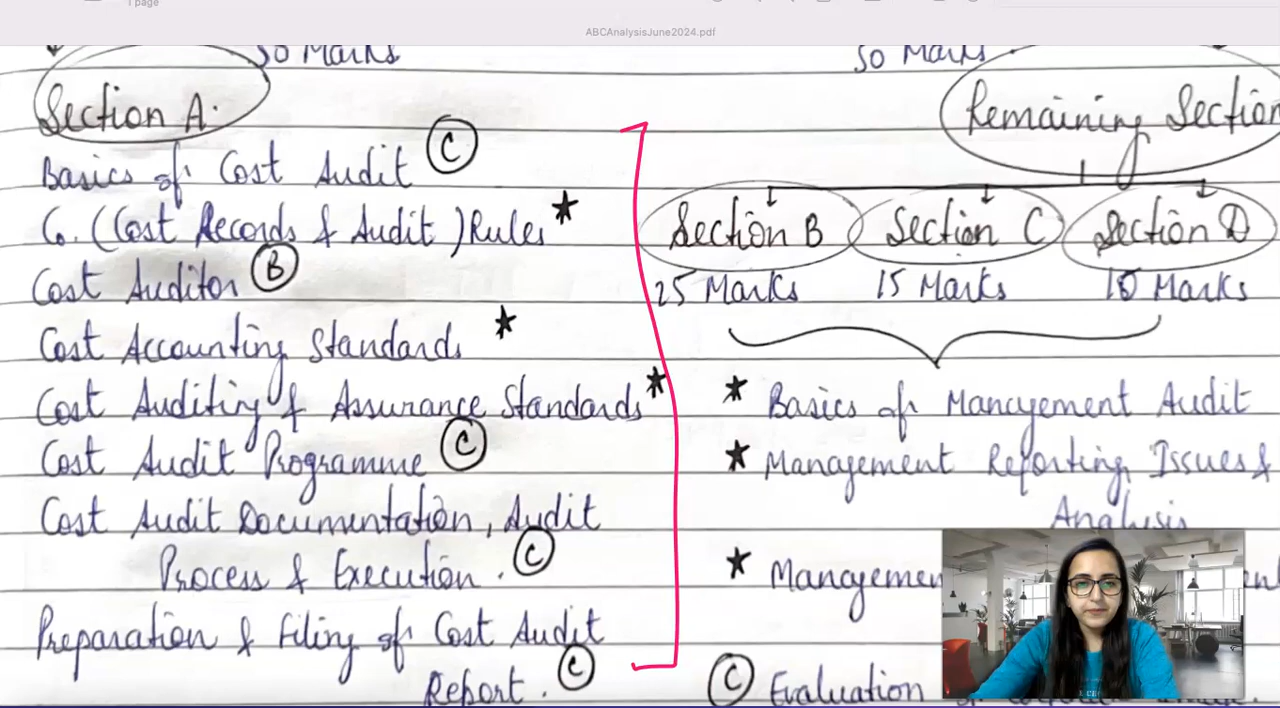 1 page
ABCAnalysisJune2024.pdf
50 Marks
Section A.
Basics of Cost Audit C
Co. (Cost Records & Audit) Rules
Cost Auditor B
Cost Accounting Standards
Cost Auditing & Assurance Standards
Cost Audit Programme C
Cost Audit Documentation, Audit
Process & Execution. C
Preparation & Filing of Cost Audit
Report. C
50 Marks
Remaining Section
Section B Section C Section D
25 Marks 15 Marks 10 Marks
Basics of Management Audit
Management Reporting Issues &
Analysis
C Evaluation